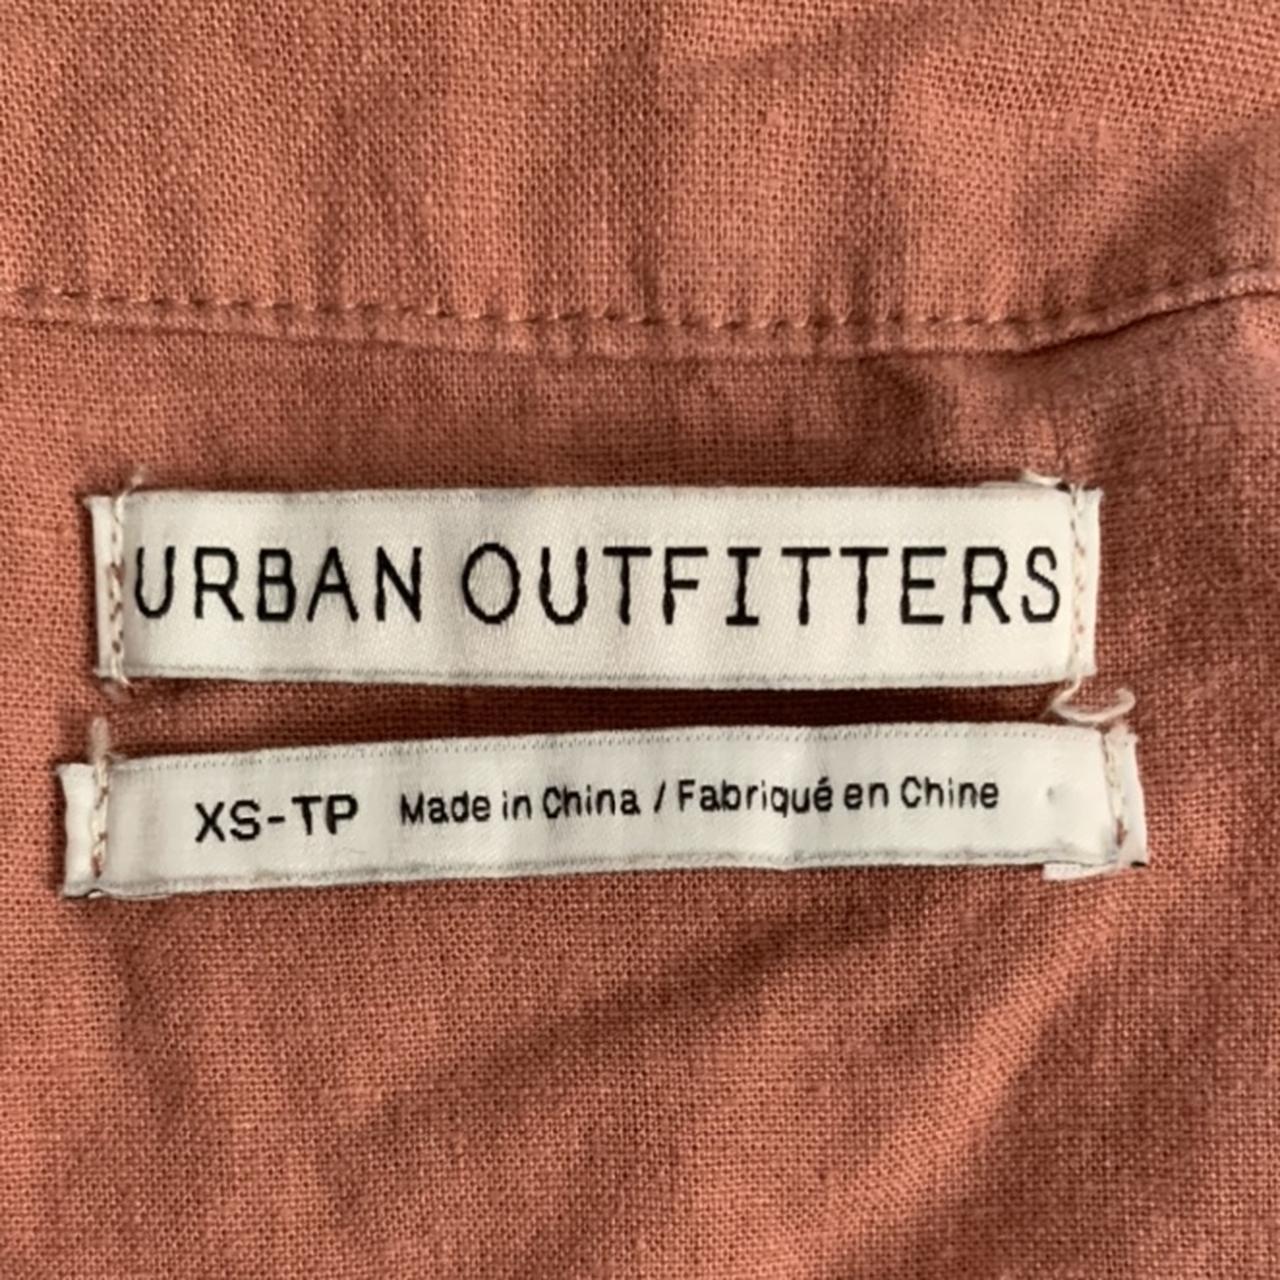 URBAN OUTFITTERS
XS-TP Made in China / Fabriqué en Chine